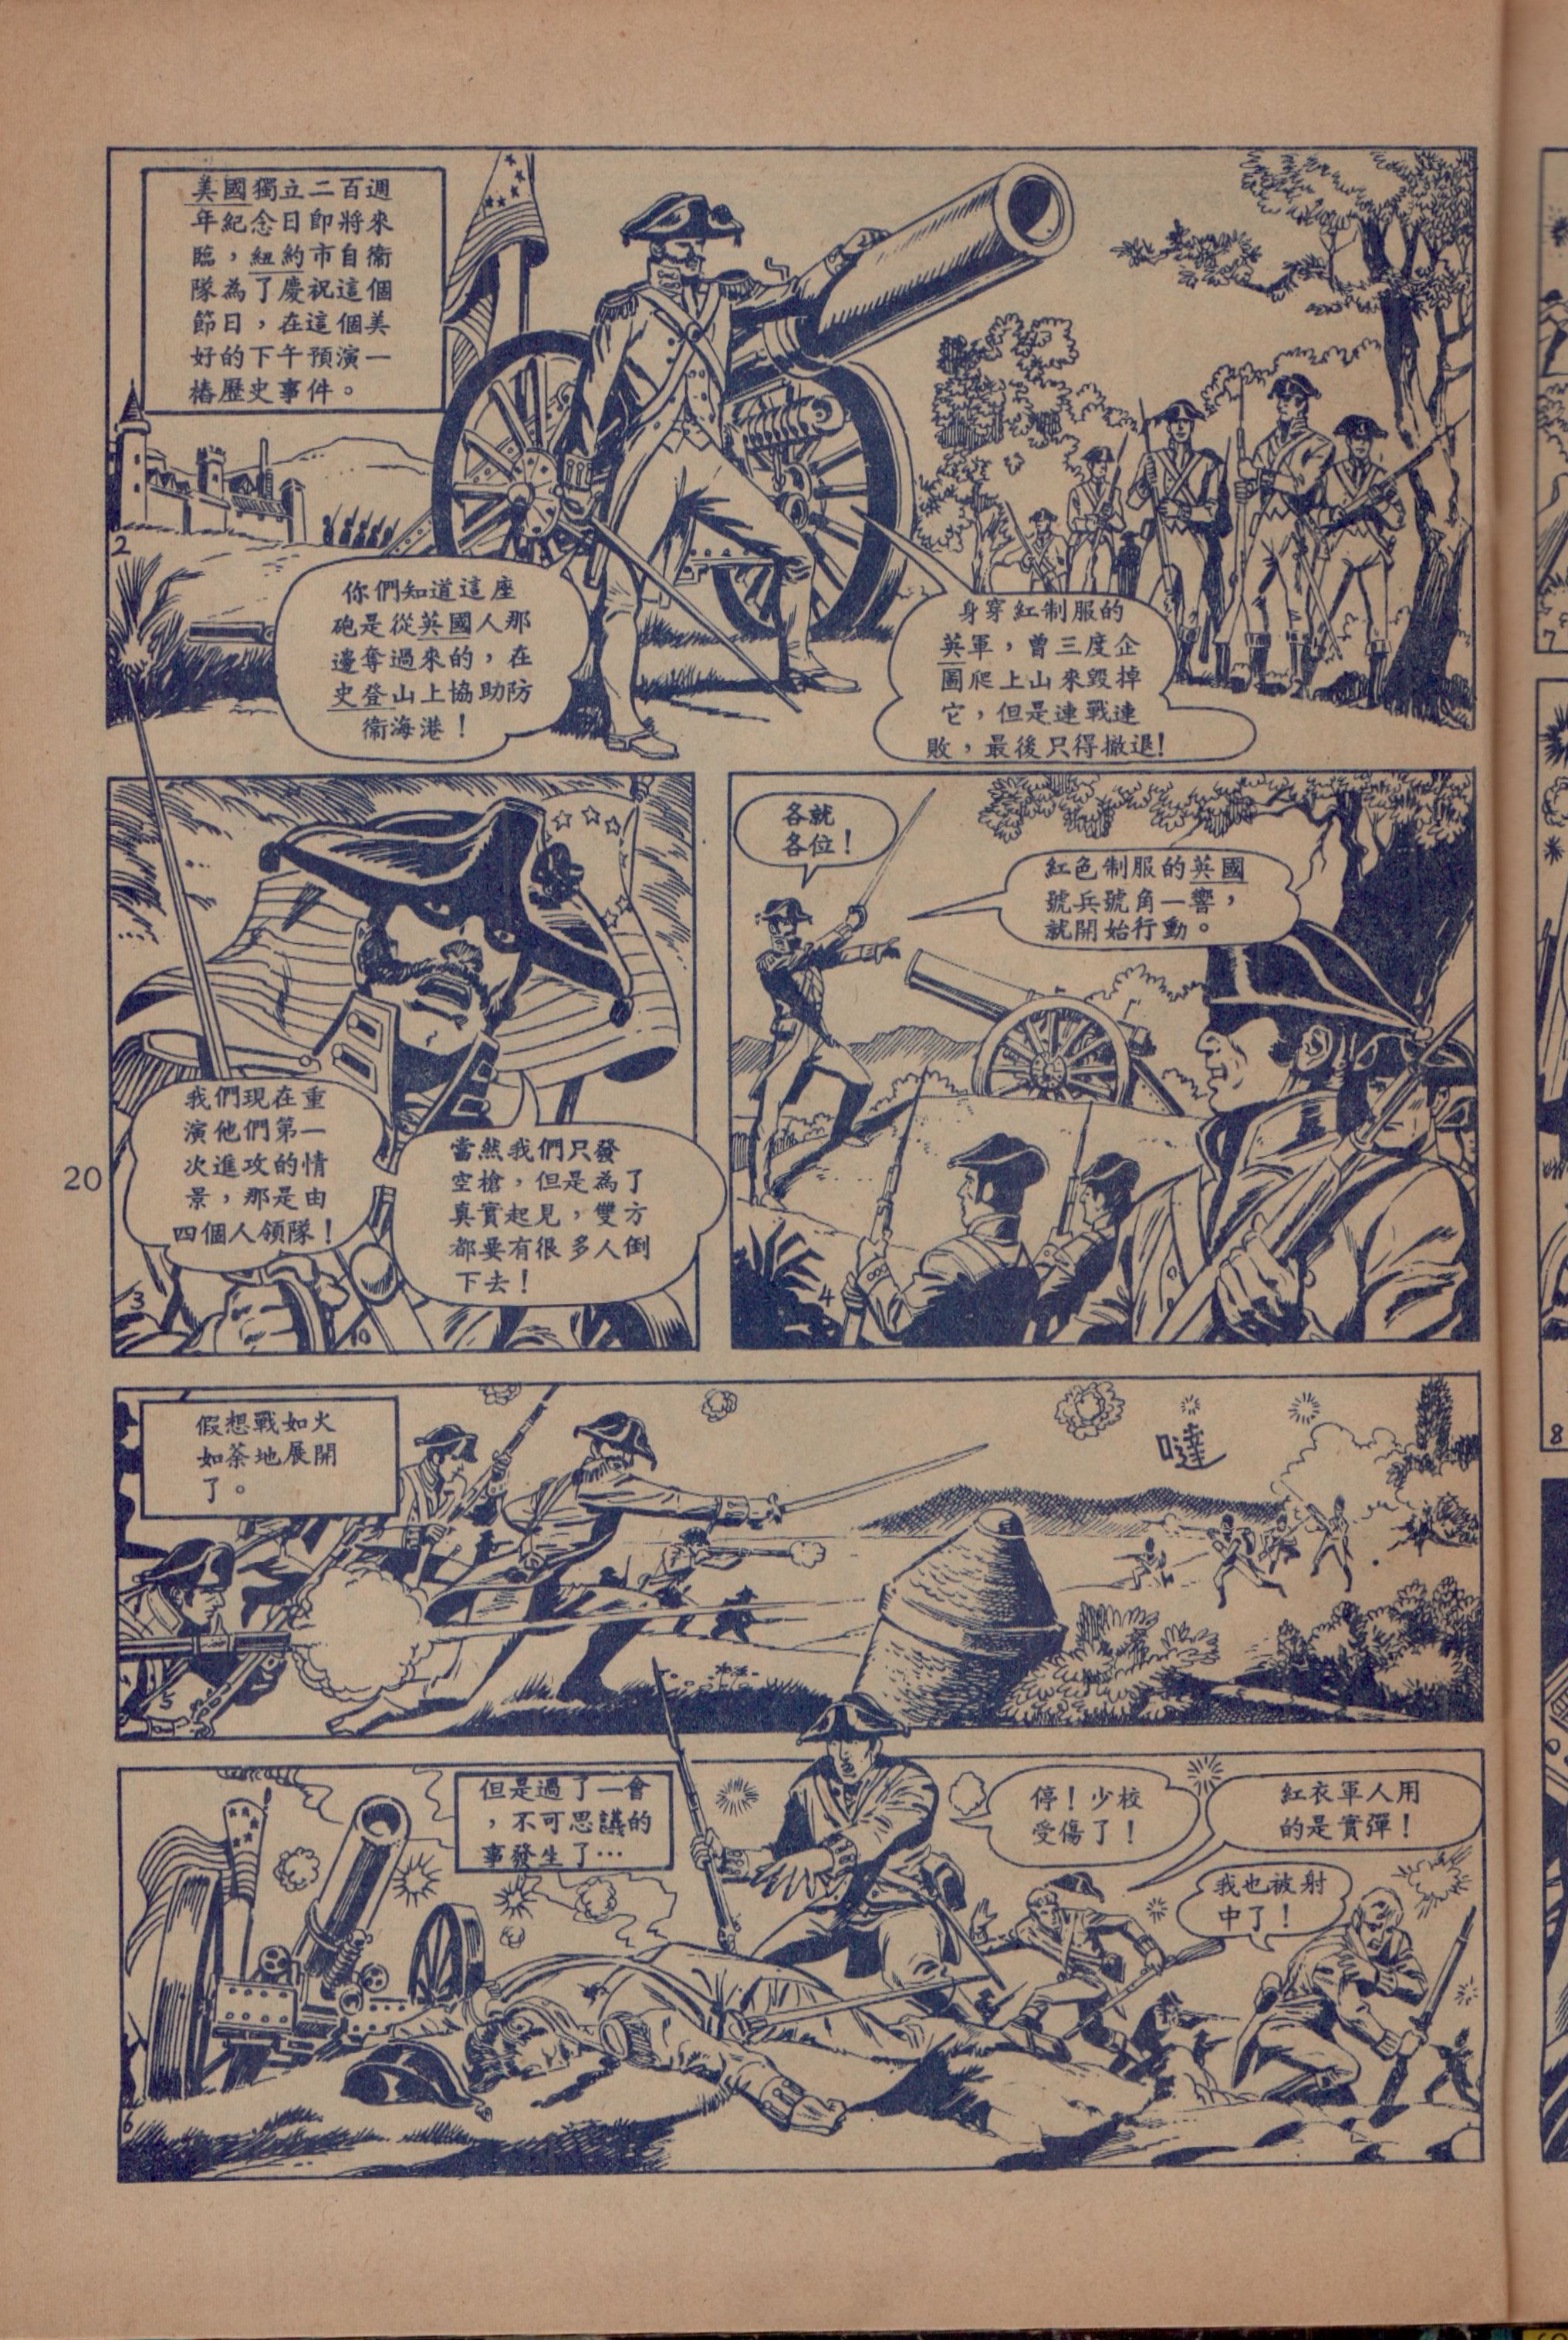 美國獨立二百週
年紀念日即將來
臨，紐約市自衞
隊為了慶祝這個
節日，在這個美
好的下午預演一
樁歷史事件。
2
你們知道這座
砲是從英國人那
邊奪過來的，在
史登山上協助防
衞海港！
身穿紅制服的
英軍，曾三度企
圖爬上山來毀掉
它，但是連戰連
敗，最後只得撤退！
我們現在重
演他們第一
次進攻的情
景，那是由
四個人領隊！
當然我們只發
空槍，但是為了
真實起見，雙方
都要有很多人倒
下去！
3
各就
各位！
紅色制服的英國
號兵號角一響，
就開始行動。
4
20
假想戰如火
如荼地展開
了。
噠
5
但是過了一會
，不可思議的
事發生了…
停！少校
受傷了！
紅衣軍人用
的是實彈！
我也被射
中了！
6
7
8